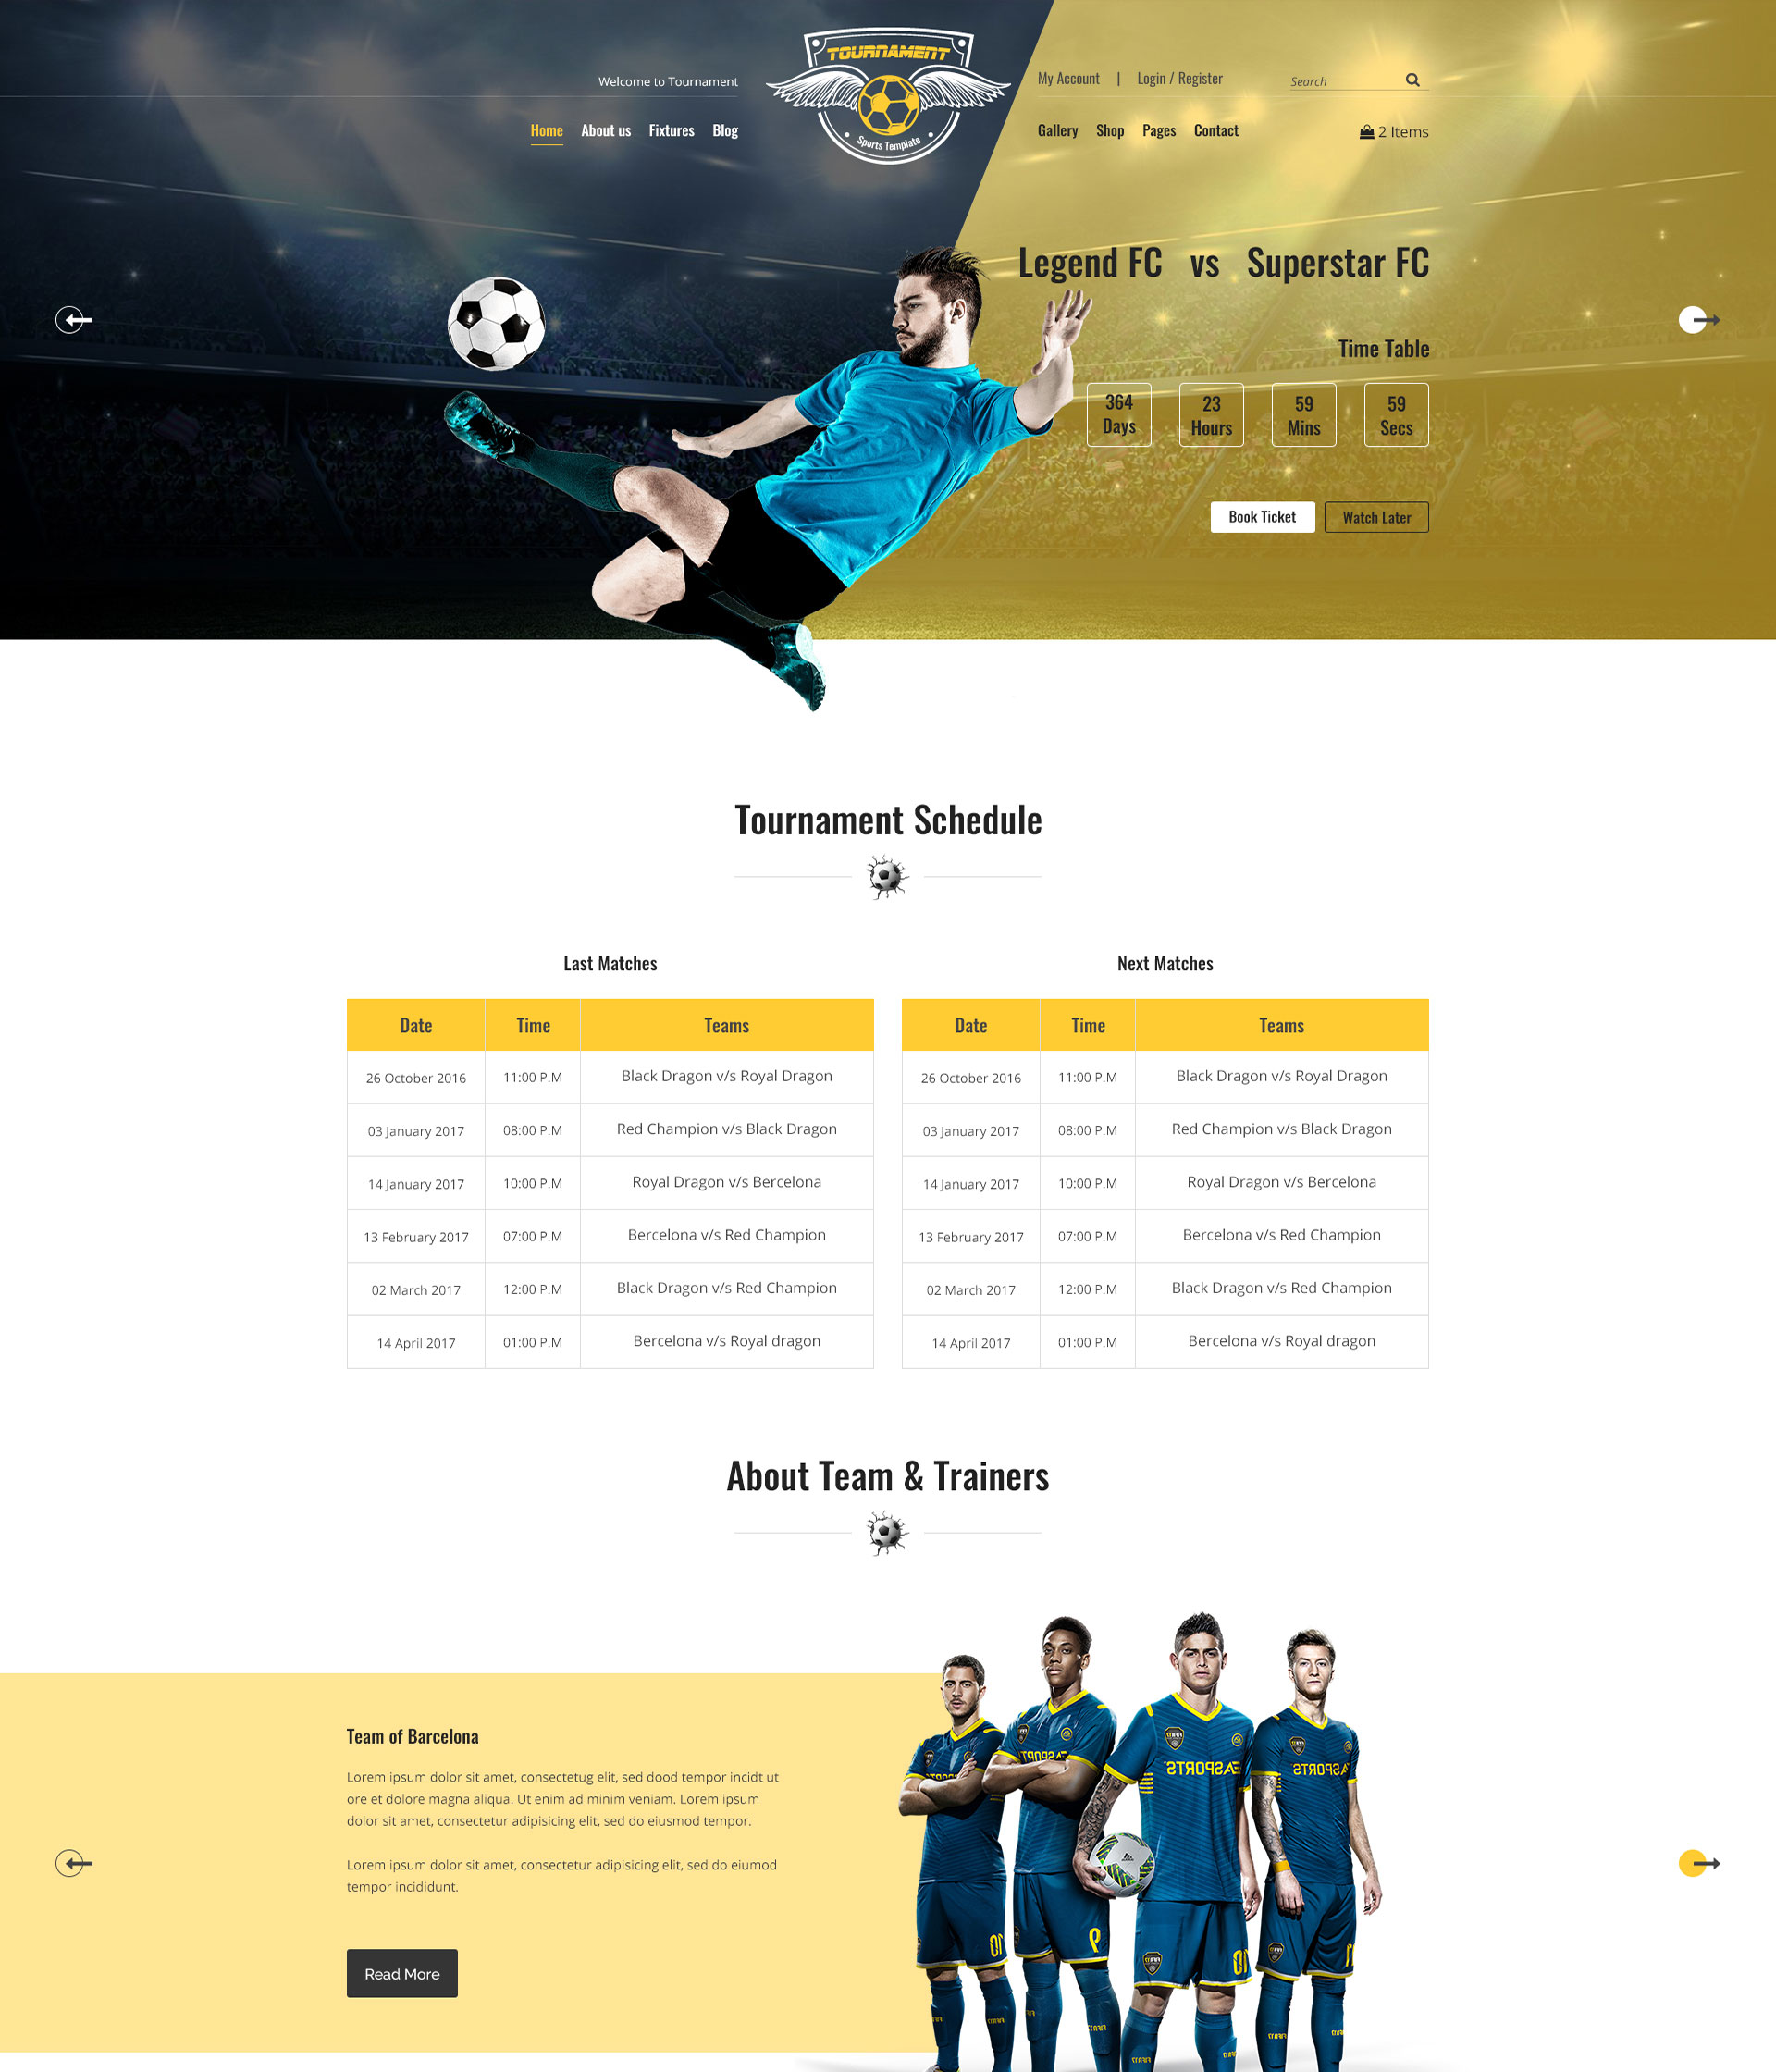 TOURNAMENT
Sports Template
Welcome to Tournament
My Account | Login / Register
Search
Home About us Fixtures Blog
Gallery Shop Pages Contact
2 Items
Legend FC vs Superstar FC
Time Table
364 23 59 59
Days Hours Mins Secs
Book Ticket Watch Later
Tournament Schedule
Last Matches
Date Time Teams
26 October 2016 11:00 P.M Black Dragon v/s Royal Dragon
03 January 2017 08:00 P.M Red Champion v/s Black Dragon
14 January 2017 10:00 P.M Royal Dragon v/s Bercelona
13 February 2017 07:00 P.M Bercelona v/s Red Champion
02 March 2017 12:00 P.M Black Dragon v/s Red Champion
14 April 2017 01:00 P.M Bercelona v/s Royal dragon
Next Matches
Date Time Teams
26 October 2016 11:00 P.M Black Dragon v/s Royal Dragon
03 January 2017 08:00 P.M Red Champion v/s Black Dragon
14 January 2017 10:00 P.M Royal Dragon v/s Bercelona
13 February 2017 07:00 P.M Bercelona v/s Red Champion
02 March 2017 12:00 P.M Black Dragon v/s Red Champion
14 April 2017 01:00 P.M Bercelona v/s Royal dragon
About Team & Trainers
Team of Barcelona
Lorem ipsum dolor sit amet, consectetug elit, sed dood tempor incidt ut
ore et dolore magna aliqua. Ut enim ad minim veniam. Lorem ipsum
dolor sit amet, consectetur adipisicing elit, sed do eiusmod tempor.
Lorem ipsum dolor sit amet, consectetur adipisicing elit, sed do eiumod
tempor incididunt.
Read More
EA SPORTS
EA SPORTS
10
9
10
11